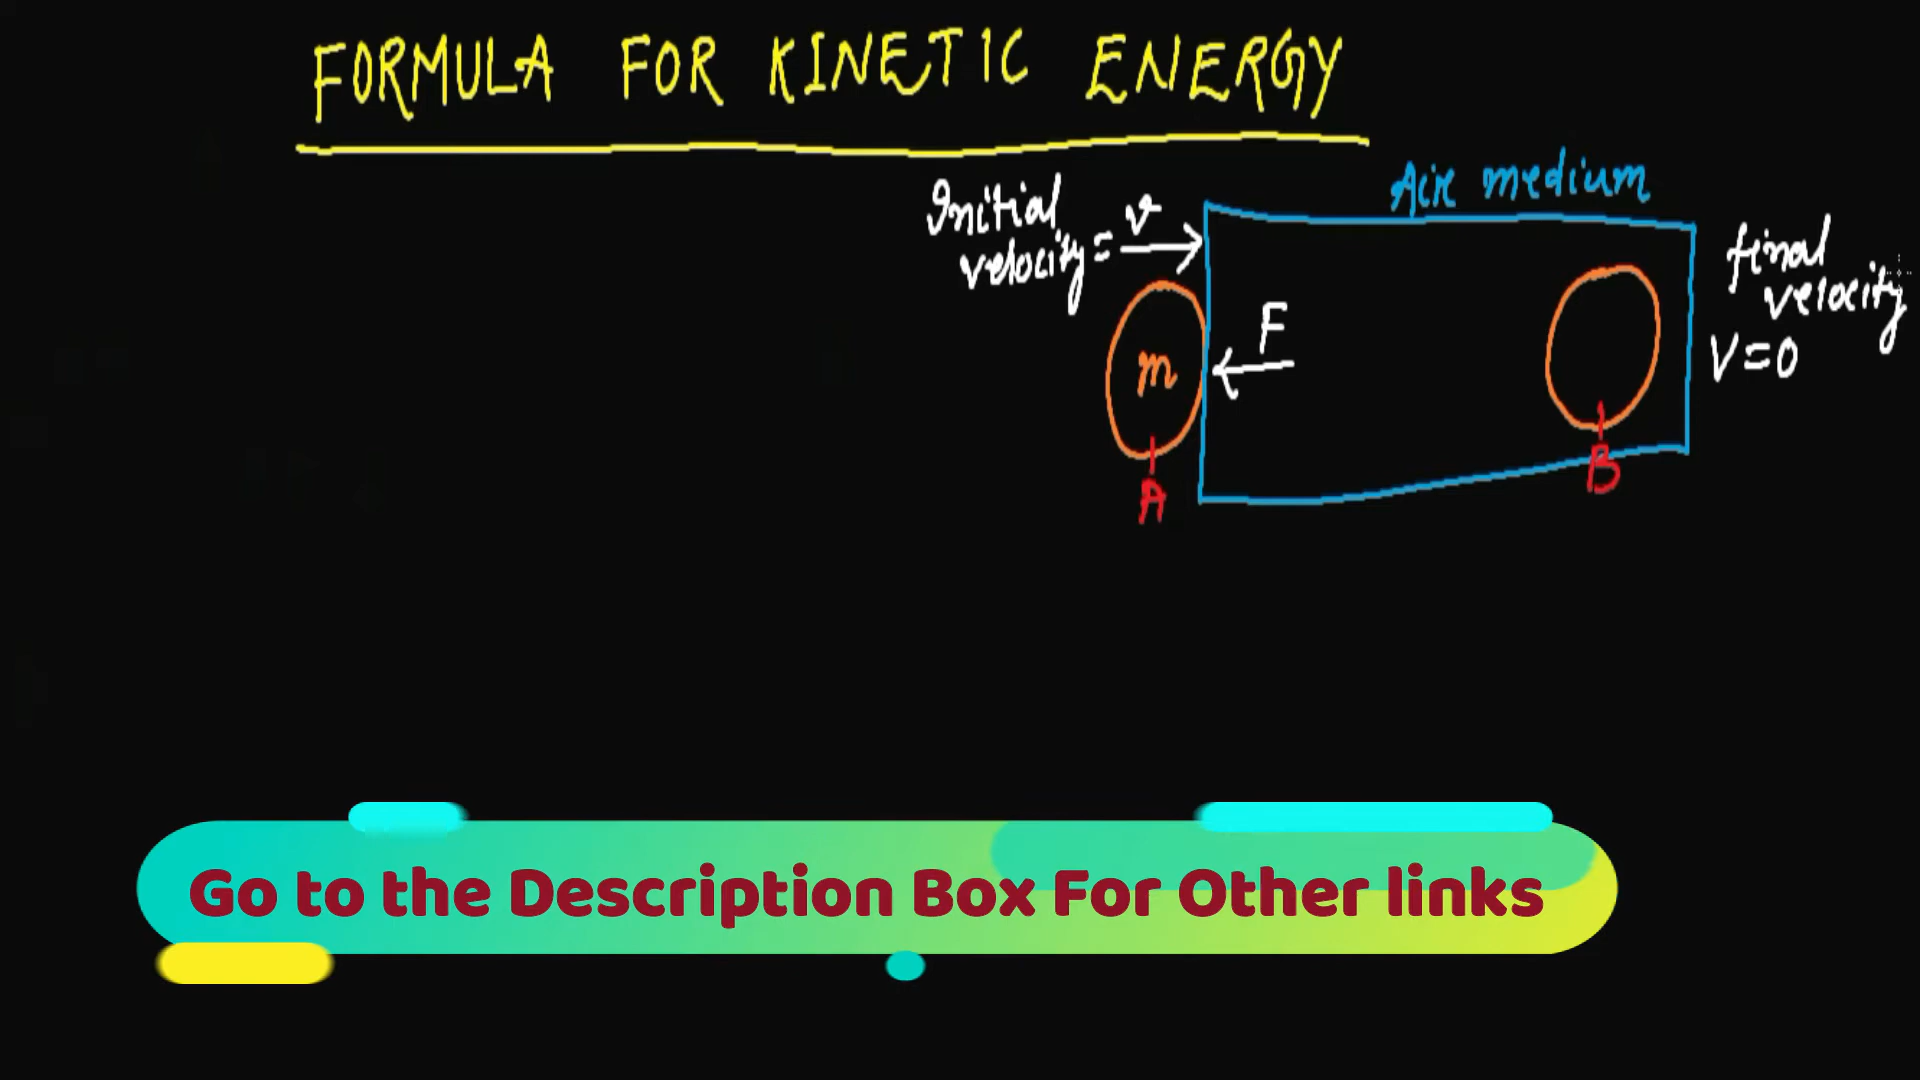 FORMULA FOR KINETIC ENERGY
Air medium
Initial
velocity = v
final
velocity
V=0
F
m
A
B
Go to the Description Box For Other links